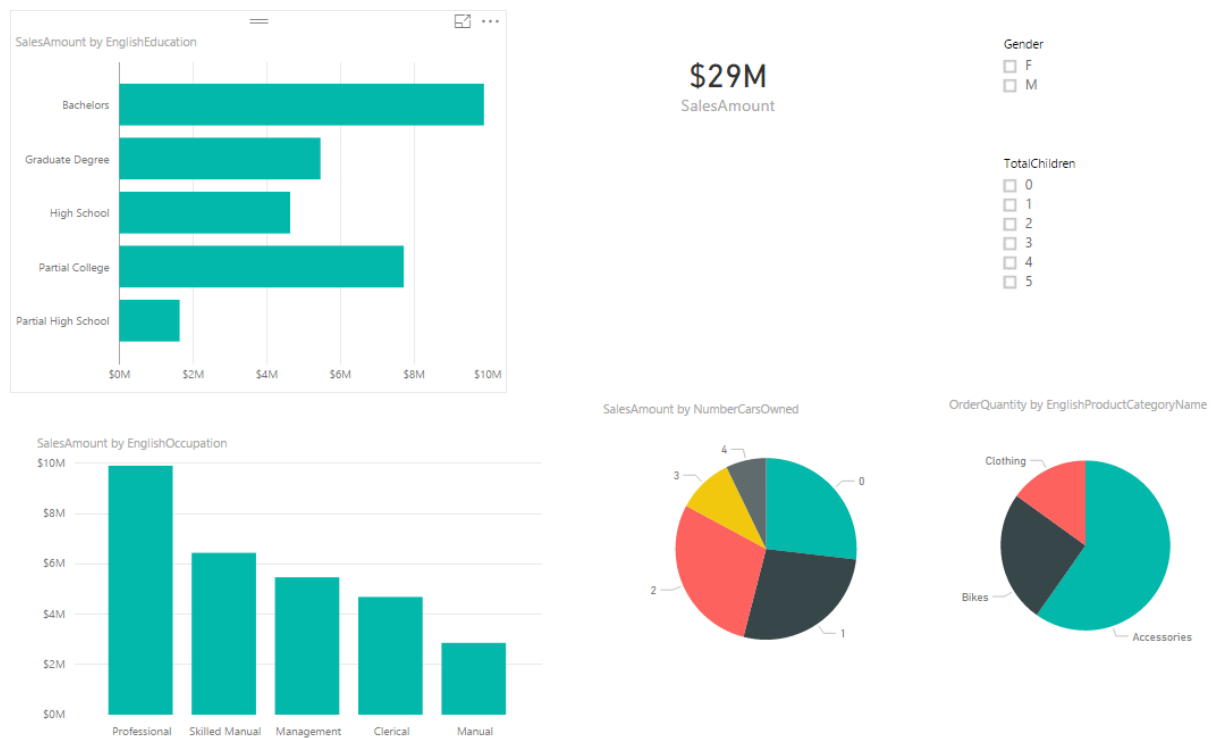 SalesAmount by EnglishEducation
Bachelors
Graduate Degree
High School
Partial College
Partial High School
$0M $2M $4M $6M $8M $10M
$29M
SalesAmount
Gender
F
M
TotalChildren
0
1
2
3
4
5
SalesAmount by EnglishOccupation
$10M
$8M
$6M
$4M
$2M
$0M
Professional Skilled Manual Management Clerical Manual
SalesAmount by NumberCarsOwned
4
3
0
2
1
OrderQuantity by EnglishProductCategoryName
Clothing
Bikes
Accessories